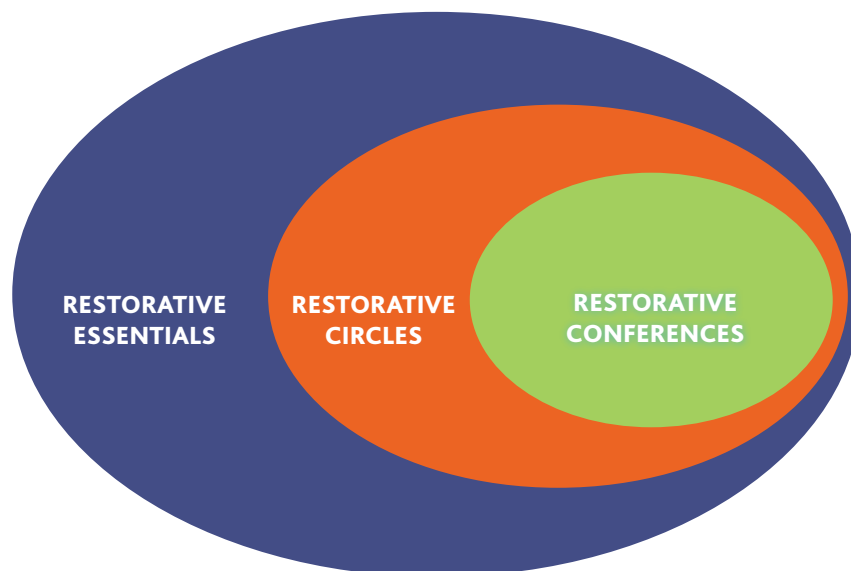 RESTORATIVE
ESSENTIALS
RESTORATIVE
CIRCLES
RESTORATIVE
CONFERENCES